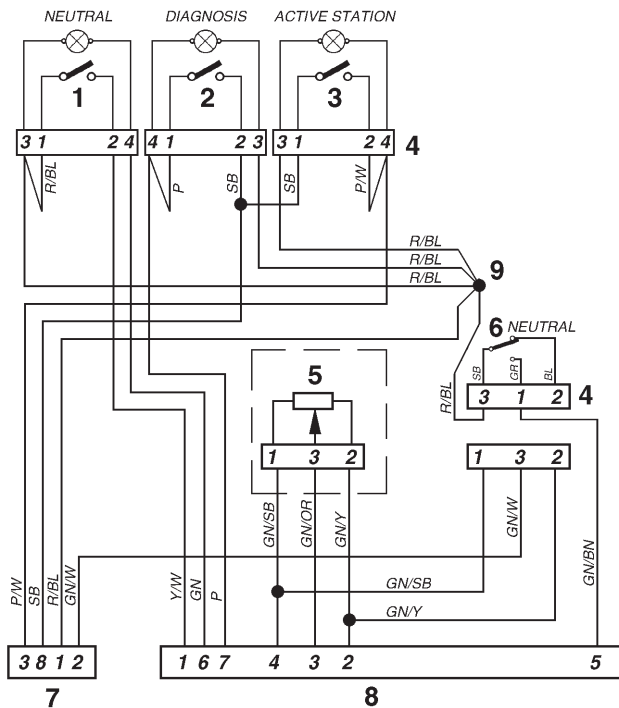 NEUTRAL DIAGNOSIS ACTIVE STATION
1 2 3
3 1 2 4 4 1 2 3 3 1 2 4 4
R/BL P SB SB P/W
R/BL
R/BL
R/BL
9
6 NEUTRAL
SB GR BL
R/BL
3 1 2 4
5
1 3 2
1 3 2
GN/SB GN/OR GN/Y GN/W
P/W SB R/BL GN/W
Y/W GN P
GN/SB
GN/Y
GN/BN
3 8 1 2
1 6 7 4 3 2 5
7 8